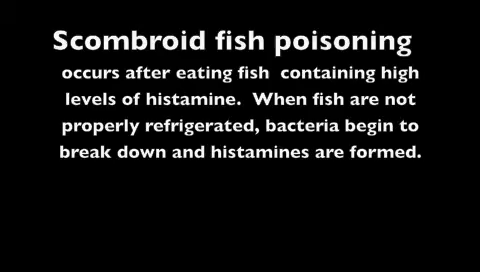 Scombroid fish poisoning
occurs after eating fish containing high
levels of histamine. When fish are not
properly refrigerated, bacteria begin to
break down and histamines are formed.